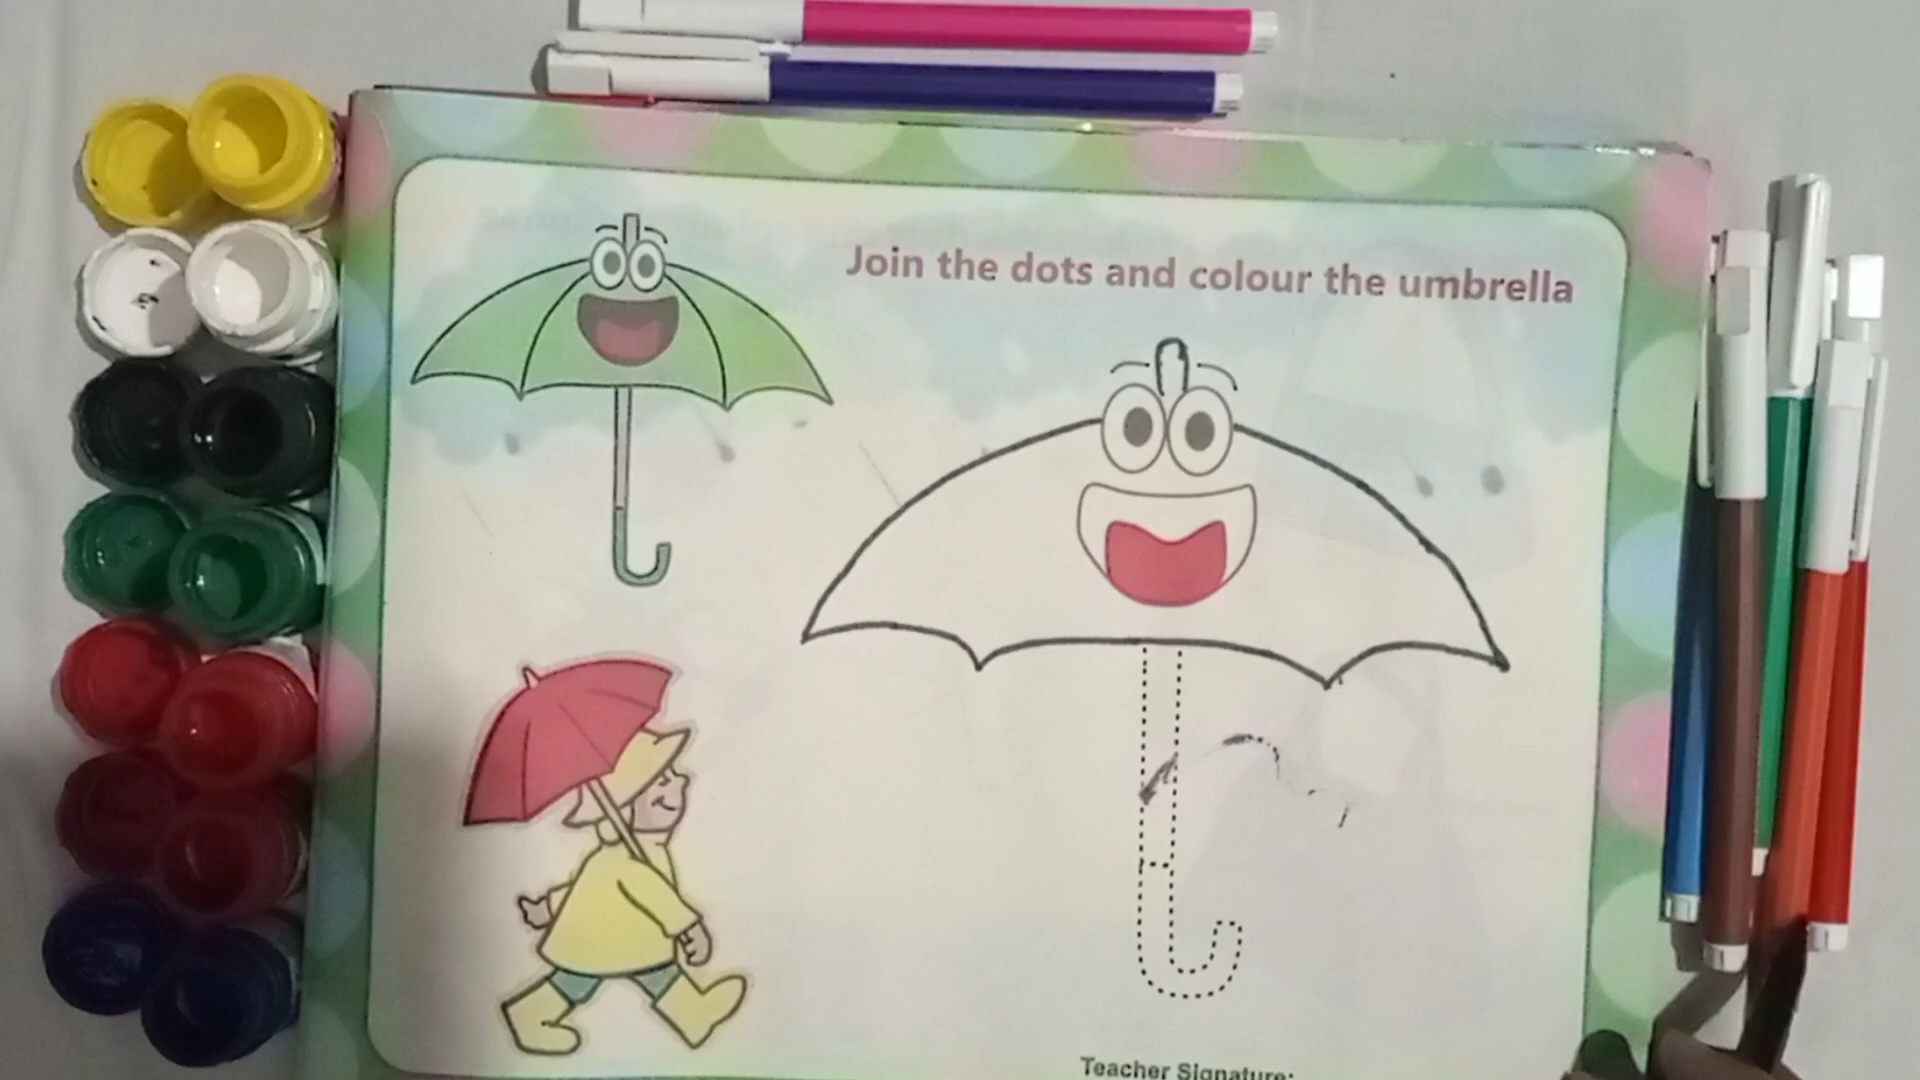 Join the dots and colour the umbrella
Teacher Signature: